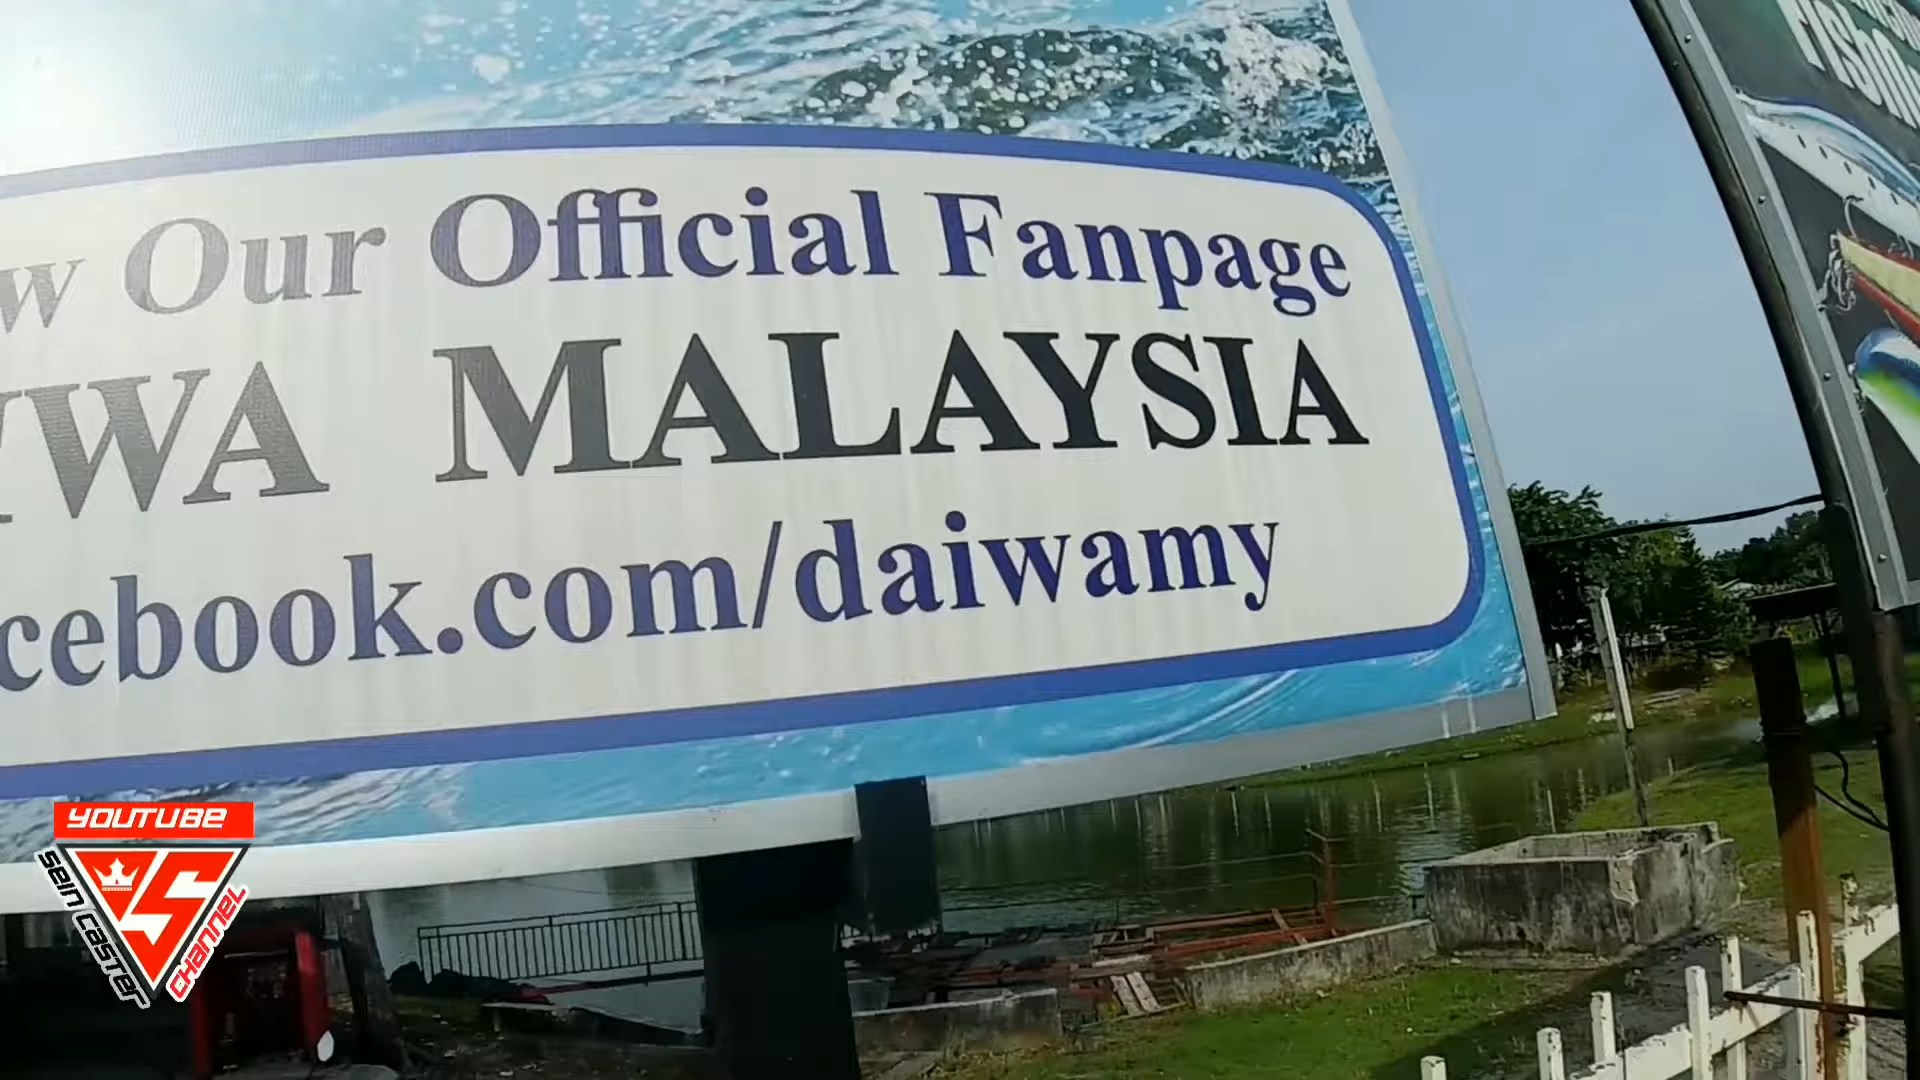 w Our Official Fanpage
WA MALAYSIA
cebook.com/daiwamy
YOUTUBE
SEIN CASTER
CHANNEL